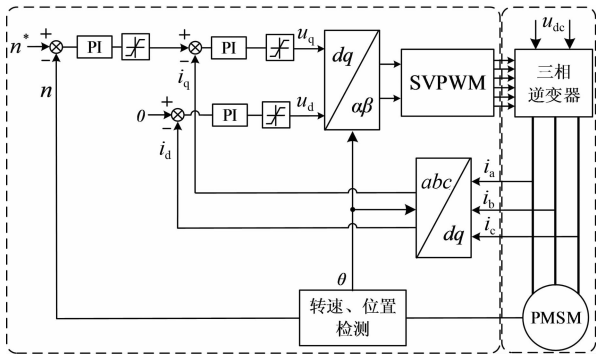 n*
+
−
PI
+
−
PI
u_q
dq
αβ
SVPWM
u_dc
三相
逆变器
n
i_q
0
+
−
PI
u_d
i_d
abc
dq
i_a
i_b
i_c
θ
转速、位置
检测
PMSM